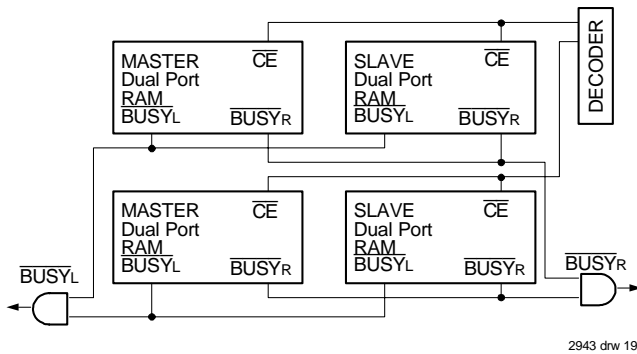 MASTER
Dual Port
RAM
BUSYL
CE
BUSYR
SLAVE
Dual Port
RAM
BUSYL
CE
BUSYR
DECODER
MASTER
Dual Port
RAM
BUSYL
CE
BUSYR
SLAVE
Dual Port
RAM
BUSYL
CE
BUSYR
BUSYL
BUSYR
2943 drw 19